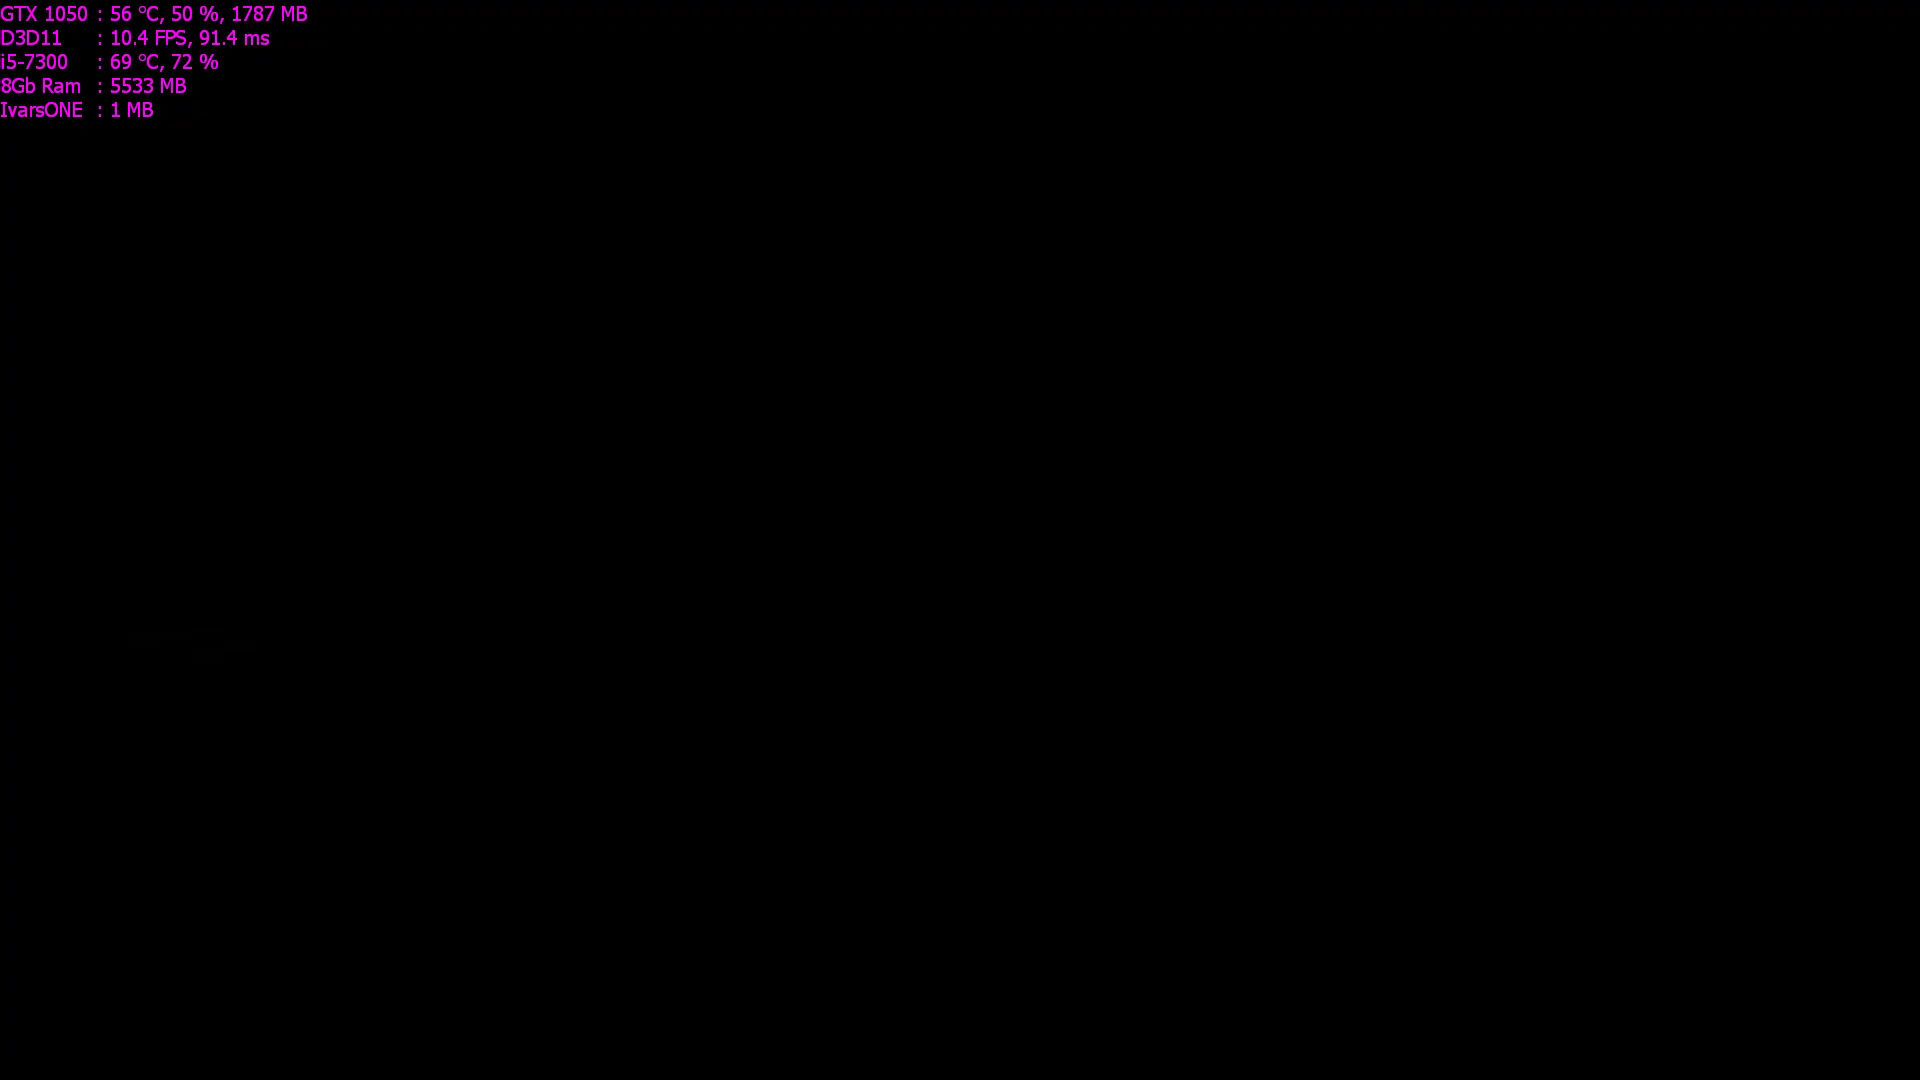 GTX 1050 : 56 °C, 50 %, 1787 MB
D3D11 : 10.4 FPS, 91.4 ms
i5-7300 : 69 °C, 72 %
8Gb Ram : 5533 MB
IvarsONE : 1 MB